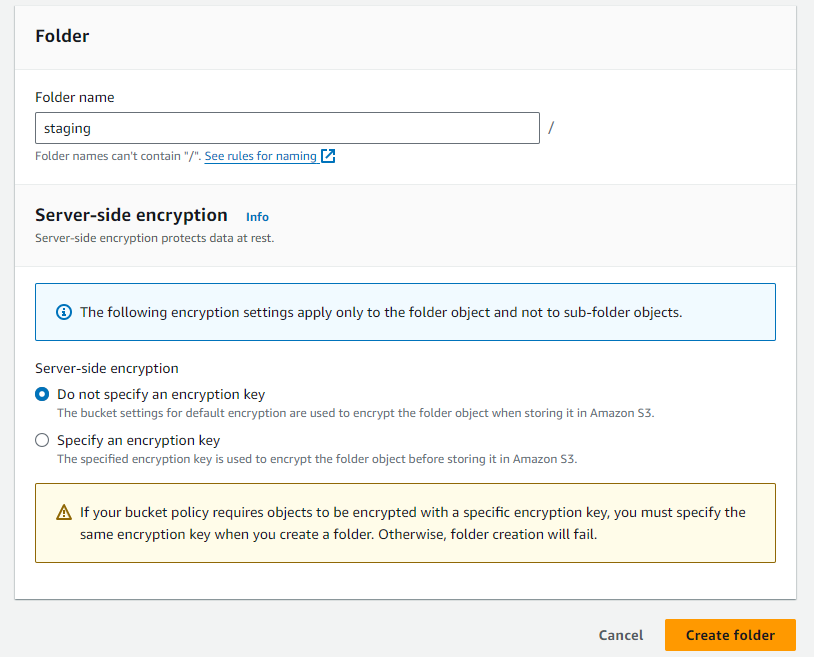 Folder
Folder name
staging /
Folder names can't contain "/". See rules for naming
Server-side encryption Info
Server-side encryption protects data at rest.
The following encryption settings apply only to the folder object and not to sub-folder objects.
Server-side encryption
Do not specify an encryption key
The bucket settings for default encryption are used to encrypt the folder object when storing it in Amazon S3.
Specify an encryption key
The specified encryption key is used to encrypt the folder object before storing it in Amazon S3.
If your bucket policy requires objects to be encrypted with a specific encryption key, you must specify the
same encryption key when you create a folder. Otherwise, folder creation will fail.
Cancel Create folder